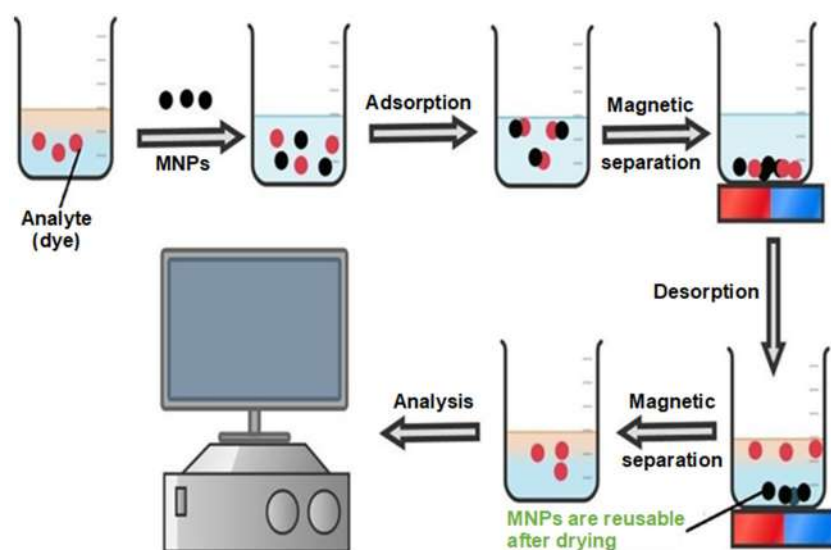 MNPs
Analyte
(dye)
Adsorption
Magnetic
separation
Desorption
Magnetic
separation
MNPs are reusable
after drying
Analysis